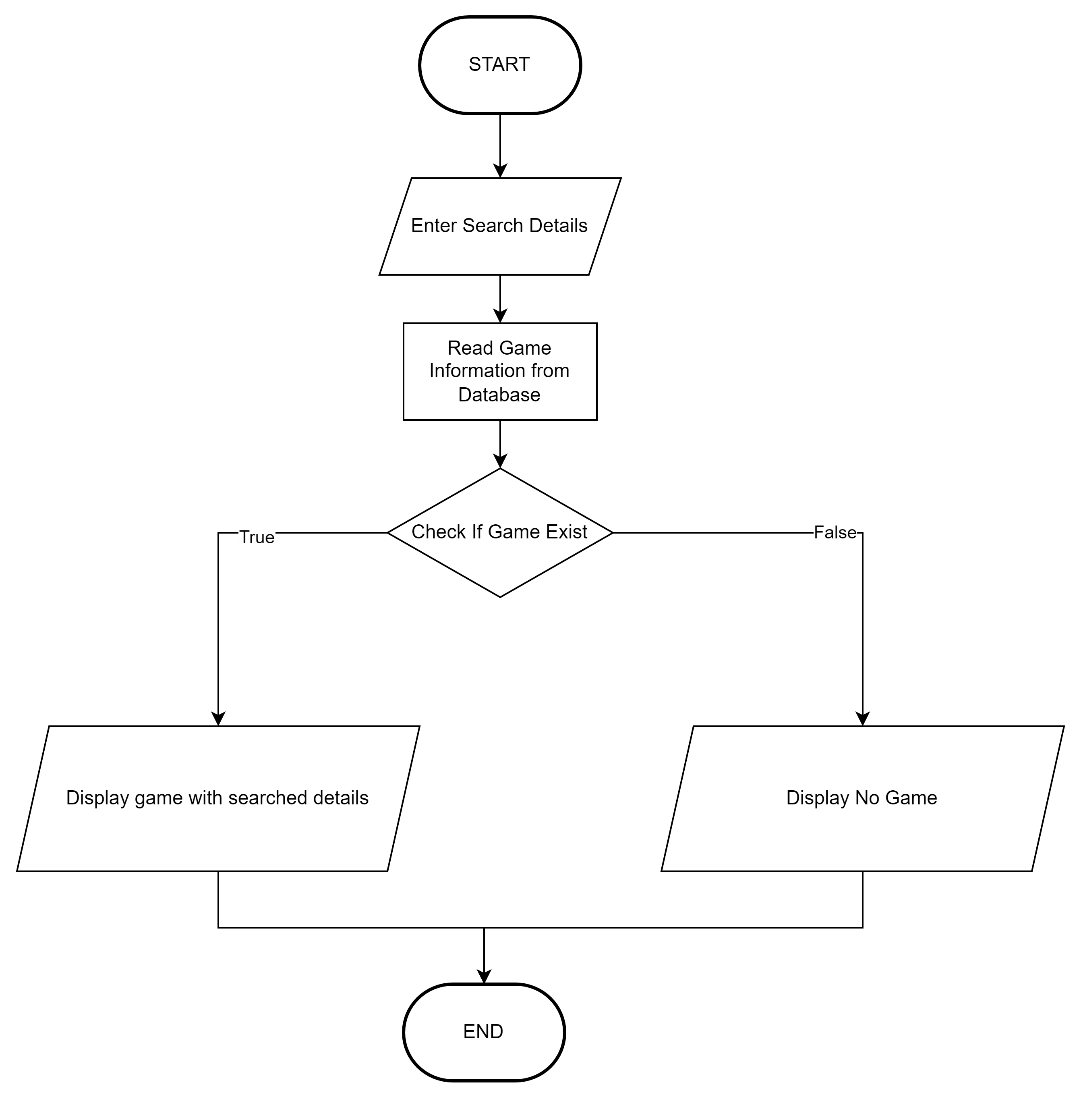 START
Enter Search Details
Read Game
Information from
Database
Check If Game Exist
True
False
Display game with searched details
Display No Game
END